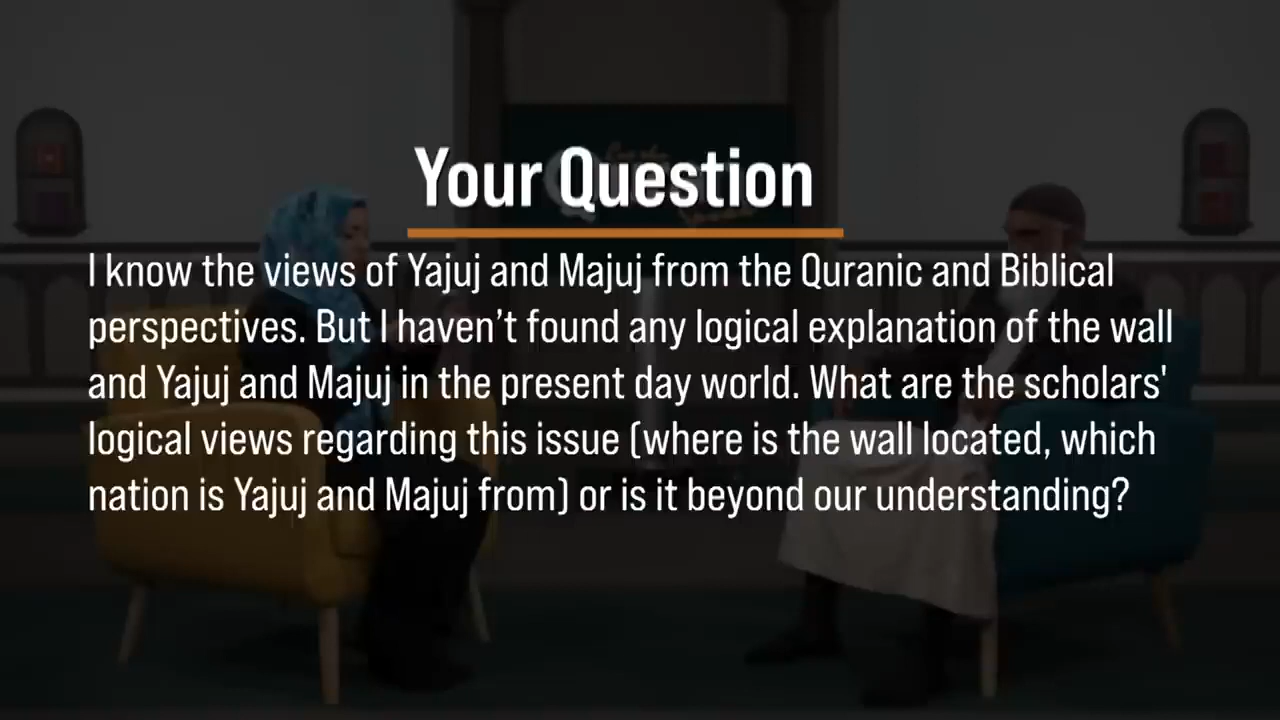 Your Question
I know the views of Yajuj and Majuj from the Quranic and Biblical
perspectives. But I haven’t found any logical explanation of the wall
and Yajuj and Majuj in the present day world. What are the scholars'
logical views regarding this issue (where is the wall located, which
nation is Yajuj and Majuj from) or is it beyond our understanding?